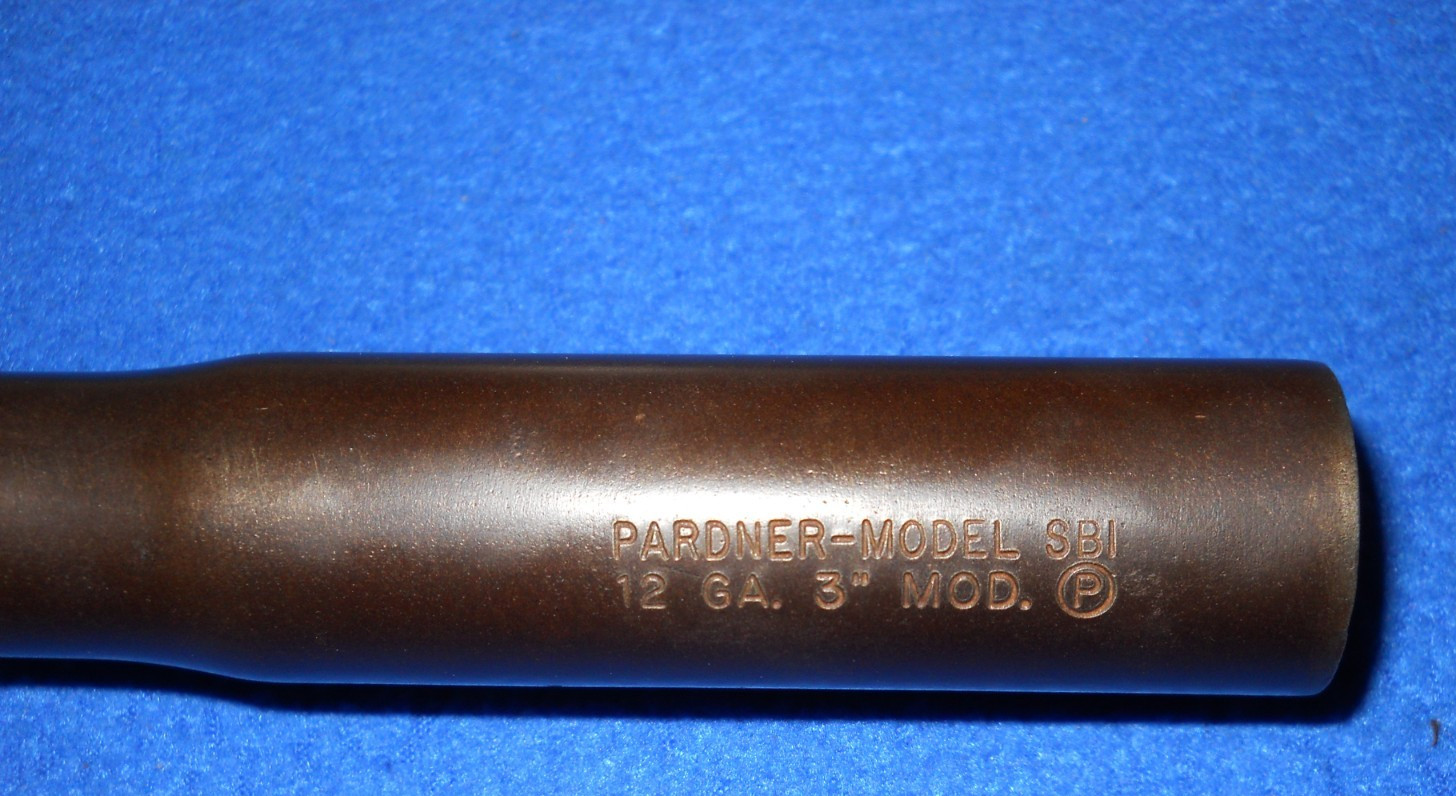 PARDNER-MODEL SBI
12 GA. 3" MOD. Ⓟ